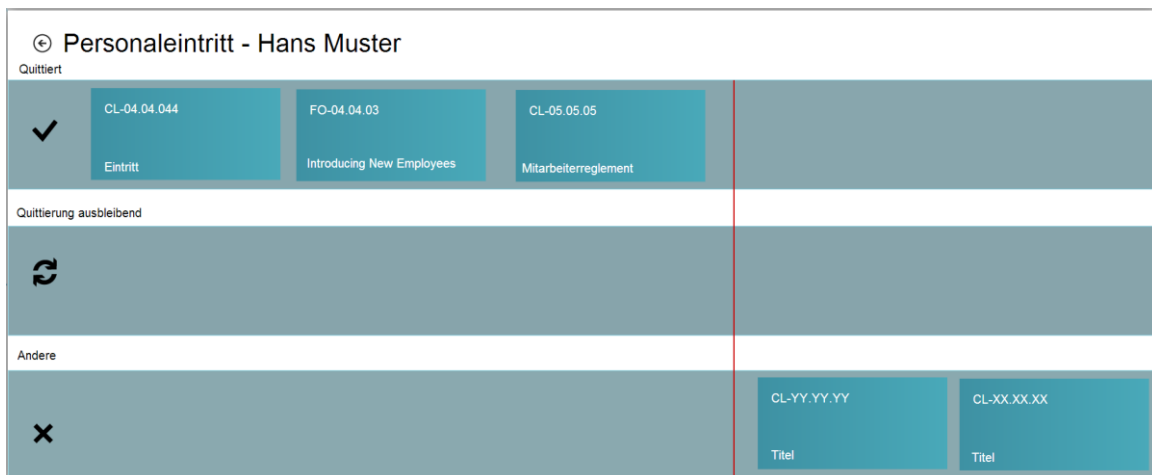 Personaleintritt - Hans Muster
Quittiert
CL-04.04.044
Eintritt
FO-04.04.03
Introducing New Employees
CL-05.05.05
Mitarbeiterreglement
Quittierung ausbleibend
Andere
CL-YY.YY.YY
Titel
CL-XX.XX.XX
Titel